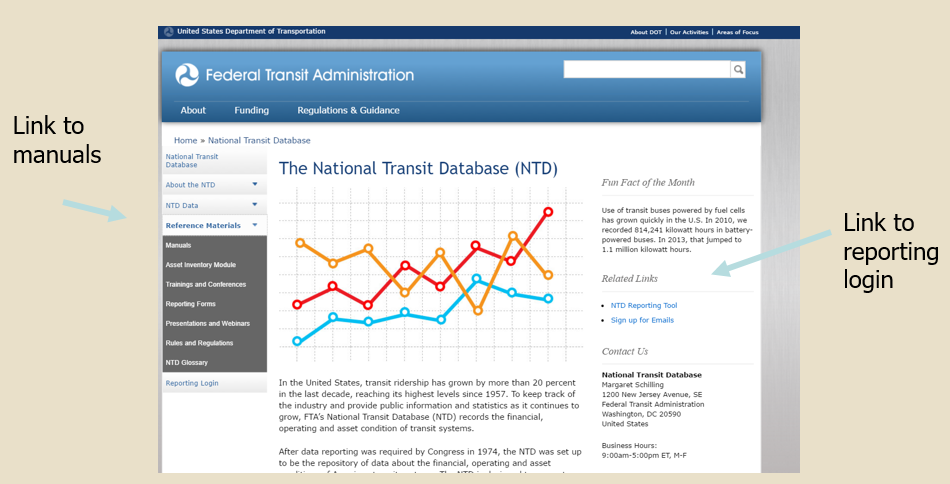 United States Department of Transportation
About DOT | Our Activities | Areas of Focus
Federal Transit Administration
About Funding Regulations & Guidance
Link to
manuals
Home » National Transit Database
National Transit
Database
About the NTD
NTD Data
Reference Materials
Manuals
Asset Inventory Module
Trainings and Conferences
Reporting Forms
Presentations and Webinars
Rules and Regulations
NTD Glossary
Reporting Login
The National Transit Database (NTD)
In the United States, transit ridership has grown by more than 20 percent
in the last decade, reaching its highest levels since 1957. To keep track of
the industry and provide public information and statistics as it continues to
grow, FTA's National Transit Database (NTD) records the financial,
operating and asset condition of transit systems.
After data reporting was required by Congress in 1974, the NTD was set up
to be the repository of data about the financial, operating and asset
Fun Fact of the Month
Use of transit buses powered by fuel cells
has grown quickly in the U.S. In 2010, we
recorded 814,241 kilowatt hours in battery-
powered buses. In 2013, that jumped to
1.1 million kilowatt hours.
Related Links
NTD Reporting Tool
Sign up for Emails
Contact Us
National Transit Database
Margaret Schilling
1200 New Jersey Avenue, SE
Federal Transit Administration
Washington, DC 20590
United States
Business Hours:
9:00am-5:00pm ET, M-F
Link to
reporting
login